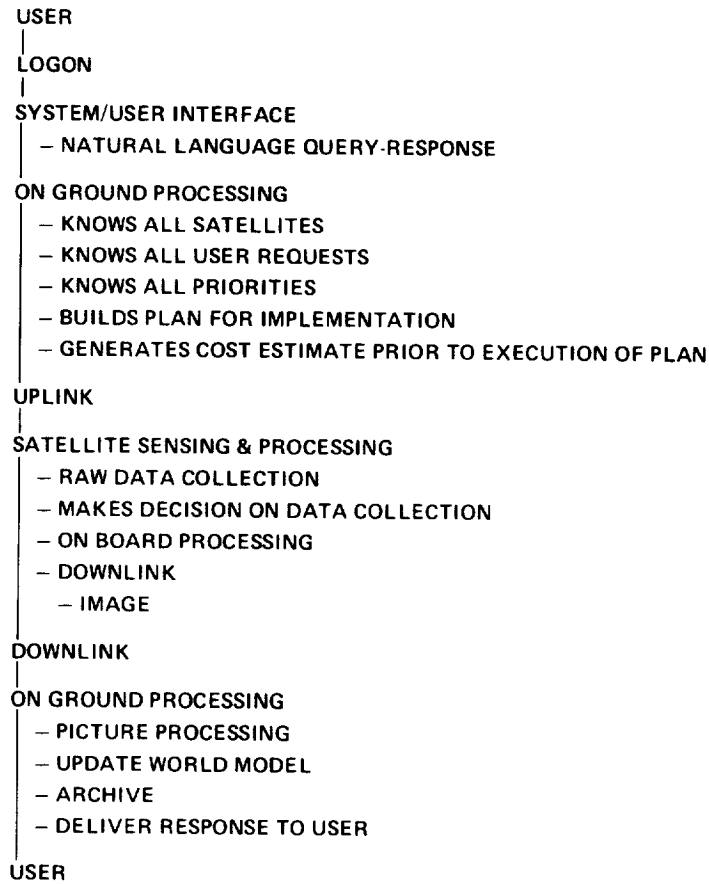 USER
LOGON
SYSTEM/USER INTERFACE
– NATURAL LANGUAGE QUERY-RESPONSE
ON GROUND PROCESSING
– KNOWS ALL SATELLITES
– KNOWS ALL USER REQUESTS
– KNOWS ALL PRIORITIES
– BUILDS PLAN FOR IMPLEMENTATION
– GENERATES COST ESTIMATE PRIOR TO EXECUTION OF PLAN
UPLINK
SATELLITE SENSING & PROCESSING
– RAW DATA COLLECTION
– MAKES DECISION ON DATA COLLECTION
– ON BOARD PROCESSING
– DOWNLINK
– IMAGE
DOWNLINK
ON GROUND PROCESSING
– PICTURE PROCESSING
– UPDATE WORLD MODEL
– ARCHIVE
– DELIVER RESPONSE TO USER
USER